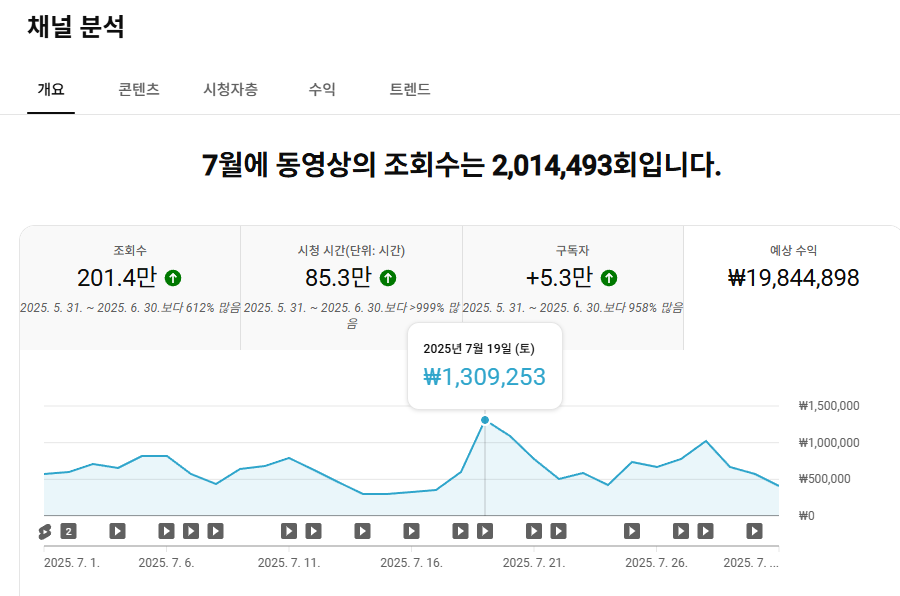 채널 분석
개요 콘텐츠 시청자층 수익 트렌드
7월에 동영상의 조회수는 2,014,493회입니다.
조회수
201.4만
2025. 5. 31. ~ 2025. 6. 30.보다 612% 많음
시청 시간(단위: 시간)
85.3만
2025. 5. 31. ~ 2025. 6. 30.보다 >999% 많
음
구독자
+5.3만
2025. 5. 31. ~ 2025. 6. 30.보다 958% 많음
예상 수익
₩19,844,898
2025년 7월 19일 (토)
₩1,309,253
₩1,500,000
₩1,000,000
₩500,000
₩0
2
2025. 7. 1. 2025. 7. 6. 2025. 7. 11. 2025. 7. 16. 2025. 7. 21. 2025. 7. 26. 2025. 7. ...